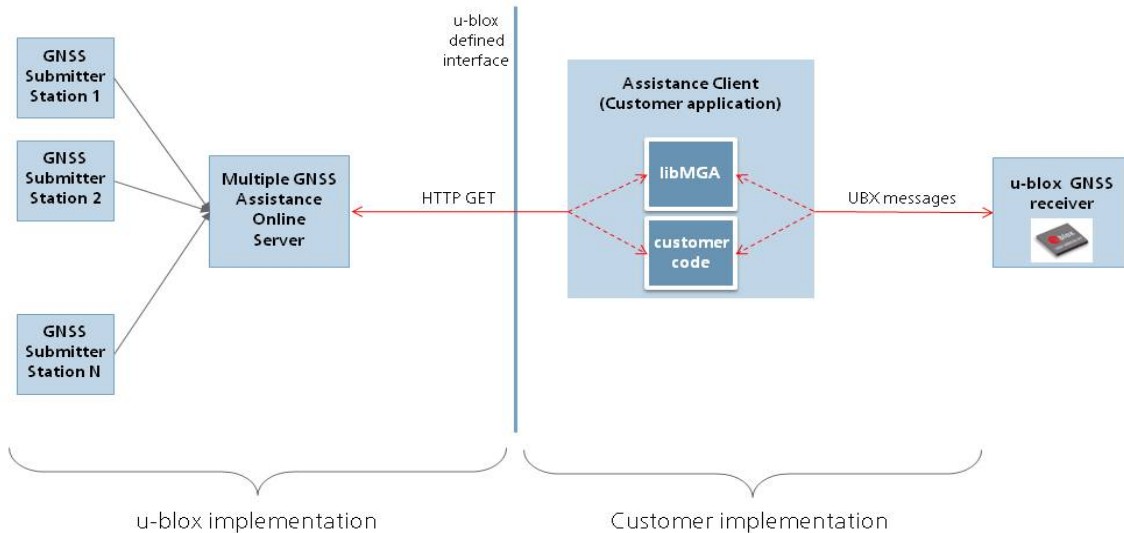 u-blox
defined
interface
GNSS
Submitter
Station 1
GNSS
Submitter
Station 2
GNSS
Submitter
Station N
Multiple GNSS
Assistance
Online
Server
HTTP GET
Assistance Client
(Customer application)
libMGA
customer
code
UBX messages
u-blox GNSS
receiver
u-blox implementation
Customer implementation